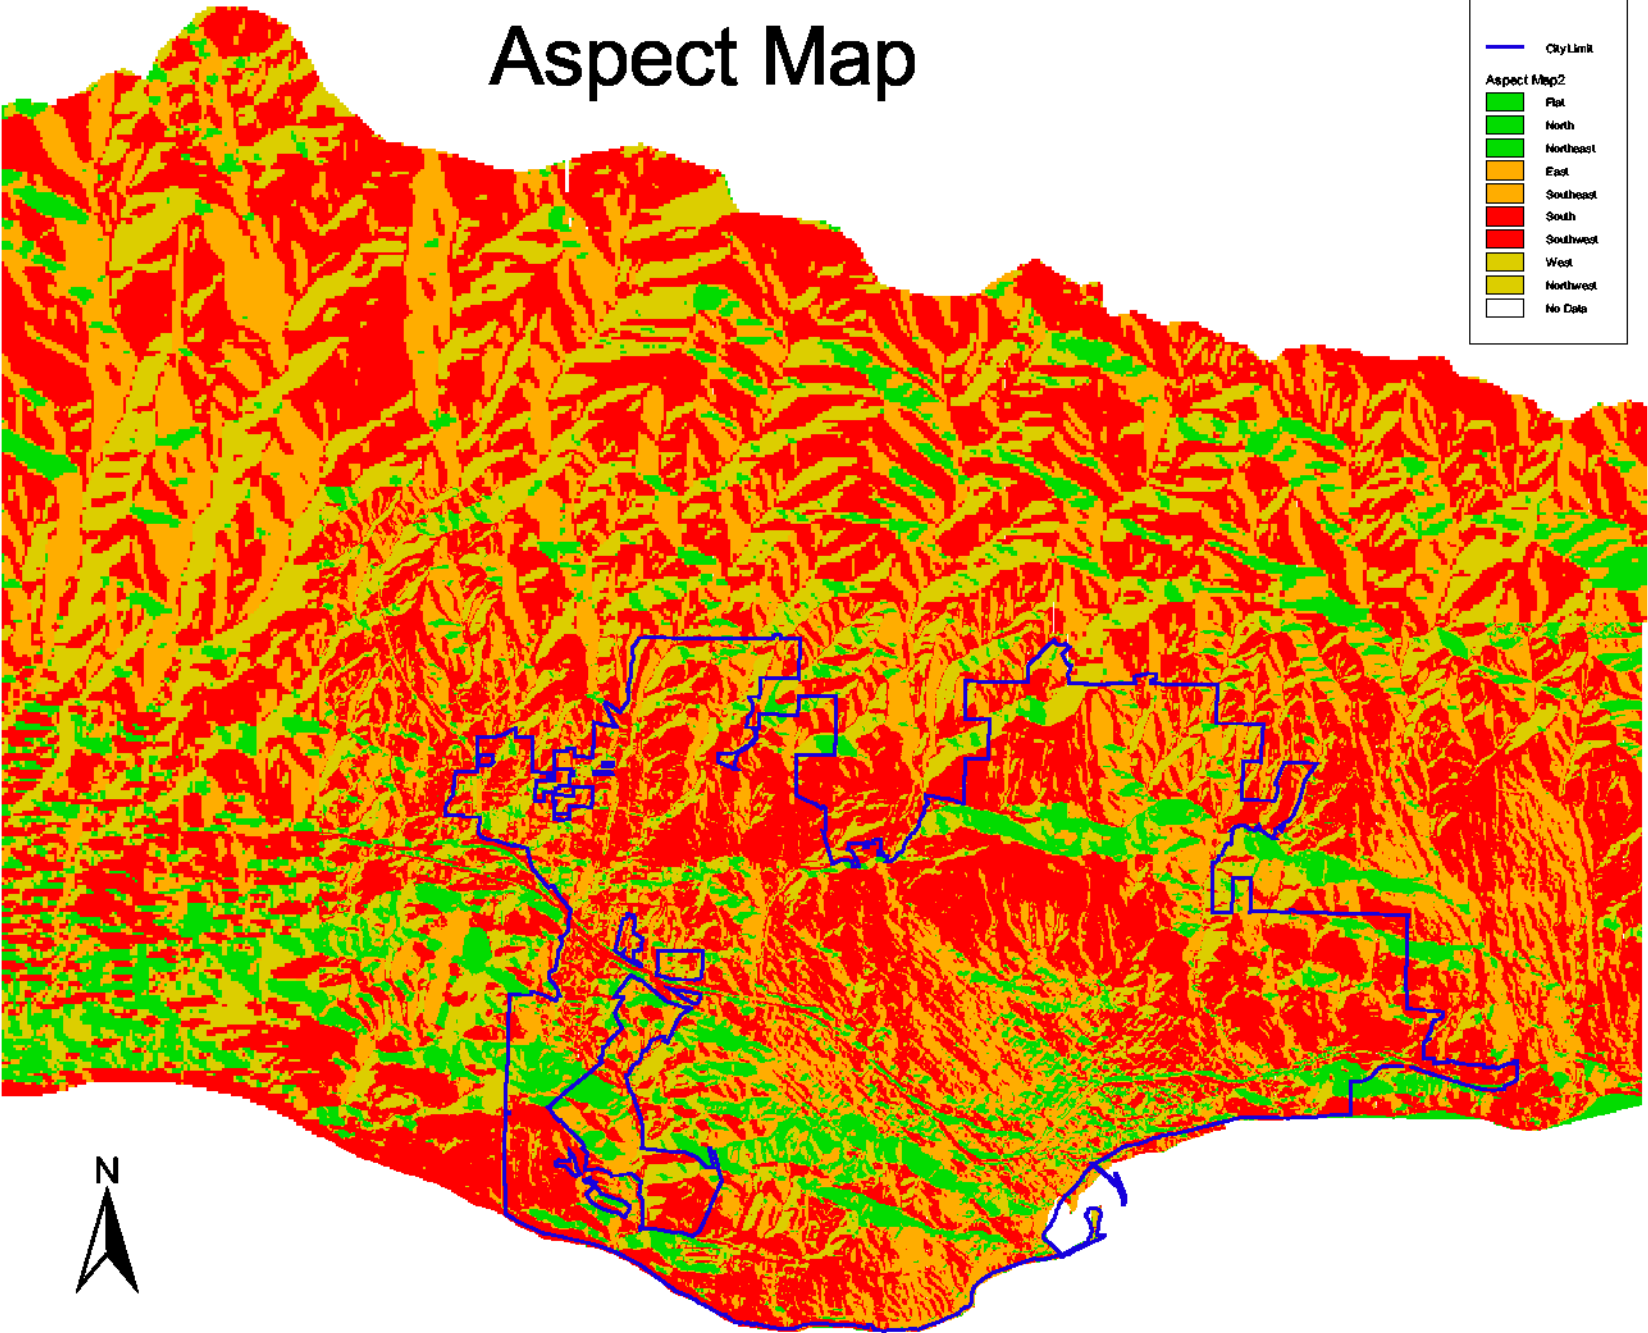 Aspect Map
City Limit
Aspect Map2
Flat
North
Northeast
East
Southeast
South
Southwest
West
Northwest
No Data
N